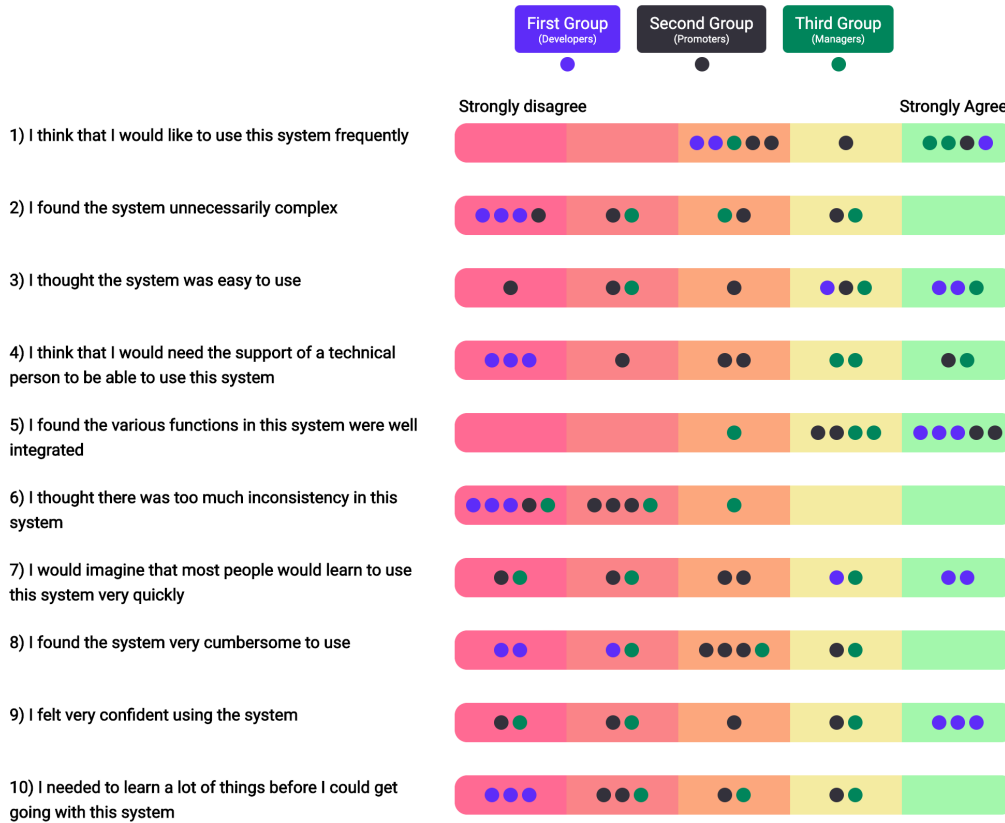 First Group
(Developers)
Second Group
(Promoters)
Third Group
(Managers)
Strongly disagree
Strongly Agree
1) I think that I would like to use this system frequently
2) I found the system unnecessarily complex
3) I thought the system was easy to use
4) I think that I would need the support of a technical
person to be able to use this system
5) I found the various functions in this system were well
integrated
6) I thought there was too much inconsistency in this
system
7) I would imagine that most people would learn to use
this system very quickly
8) I found the system very cumbersome to use
9) I felt very confident using the system
10) I needed to learn a lot of things before I could get
going with this system